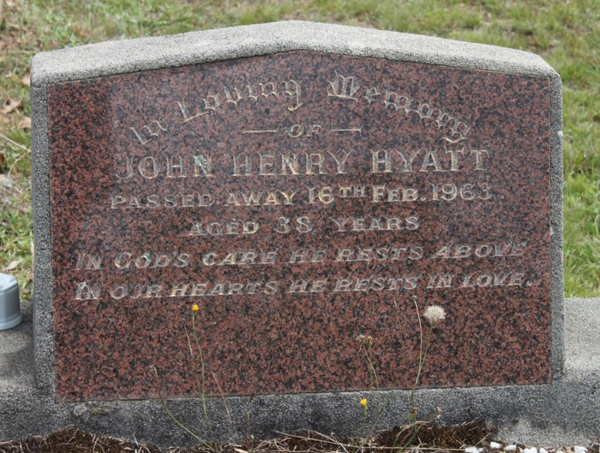 In Loving Memory
OF
JOHN HENRY HYATT
PASSED AWAY 16TH FEB. 1963
AGED 38 YEARS
IN GOD'S CARE HE RESTS ABOVE
IN OUR HEARTS HE RESTS IN LOVE.